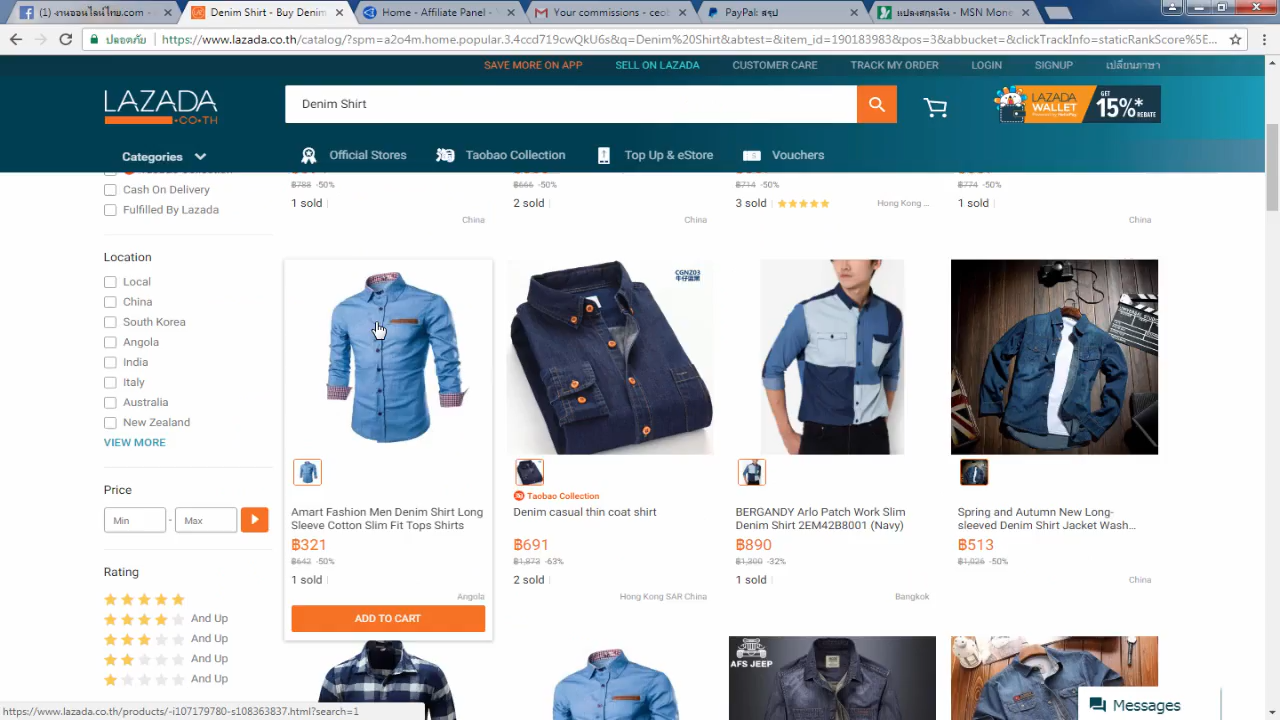 งานออนไลน์ไทย.com -
Denim Shirt - Buy Denim
Home - Affiliate Panel -
Your commissions - ceo
PayPal: สรุป
แปลงสกุลเงิน - MSN Mone
ปลอดภัย
https://www.lazada.co.th/catalog/?spm=a2o4m.home.popular.3.4ccd719cwQkU6s&q=Denim%20Shirt&abtest=&item_id=190183983&pos=3&abbucket=&clickTrackInfo=staticRankScore%5E...
SAVE MORE ON APP
SELL ON LAZADA
CUSTOMER CARE
TRACK MY ORDER
LOGIN
SIGNUP
เปลี่ยนภาษา
LAZADA
.CO.TH
Denim Shirt
LAZADA
WALLET
GET
15%*
REBATE
Categories
Official Stores
Taobao Collection
Top Up & eStore
Vouchers
Cash On Delivery
Fulfilled By Lazada
฿788 -50%
฿666 -50%
฿714 -50%
฿774 -50%
1 sold
2 sold
3 sold
1 sold
China
China
Hong Kong ...
China
Location
Local
China
South Korea
Angola
India
Italy
Australia
New Zealand
VIEW MORE
Price
Min - Max
Rating
And Up
And Up
And Up
And Up
Amart Fashion Men Denim Shirt Long
Sleeve Cotton Slim Fit Tops Shirts
฿321
฿642 -50%
1 sold
Angola
ADD TO CART
CGNZ03
Taobao Collection
Denim casual thin coat shirt
฿691
฿1,873 -63%
2 sold
Hong Kong SAR China
BERGANDY Arlo Patch Work Slim
Denim Shirt 2EM42B8001 (Navy)
฿890
฿1,300 -32%
1 sold
Bangkok
Spring and Autumn New Long-
sleeved Denim Shirt Jacket Wash...
฿513
฿1,026 -50%
China
AFS JEEP
Messages
https://www.lazada.co.th/products/-i107179780-s108363837.html?search=1